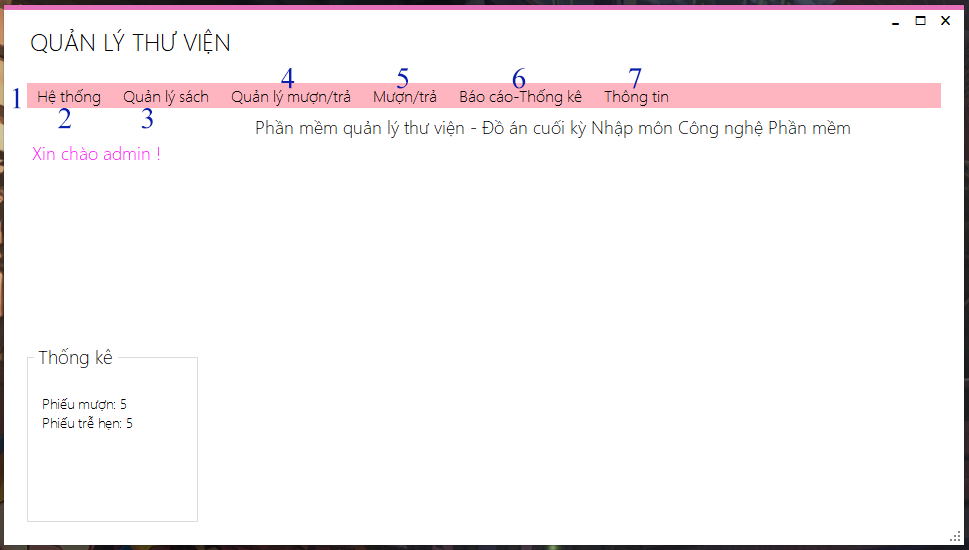 QUẢN LÝ THƯ VIỆN
4 5 6 7
1 Hệ thống Quản lý sách Quản lý mượn/trả Mượn/trả Báo cáo-Thống kê Thông tin
2 3
Phần mềm quản lý thư viện - Đồ án cuối kỳ Nhập môn Công nghệ Phần mềm
Xin chào admin !
Thống kê
Phiếu mượn: 5
Phiếu trễ hẹn: 5